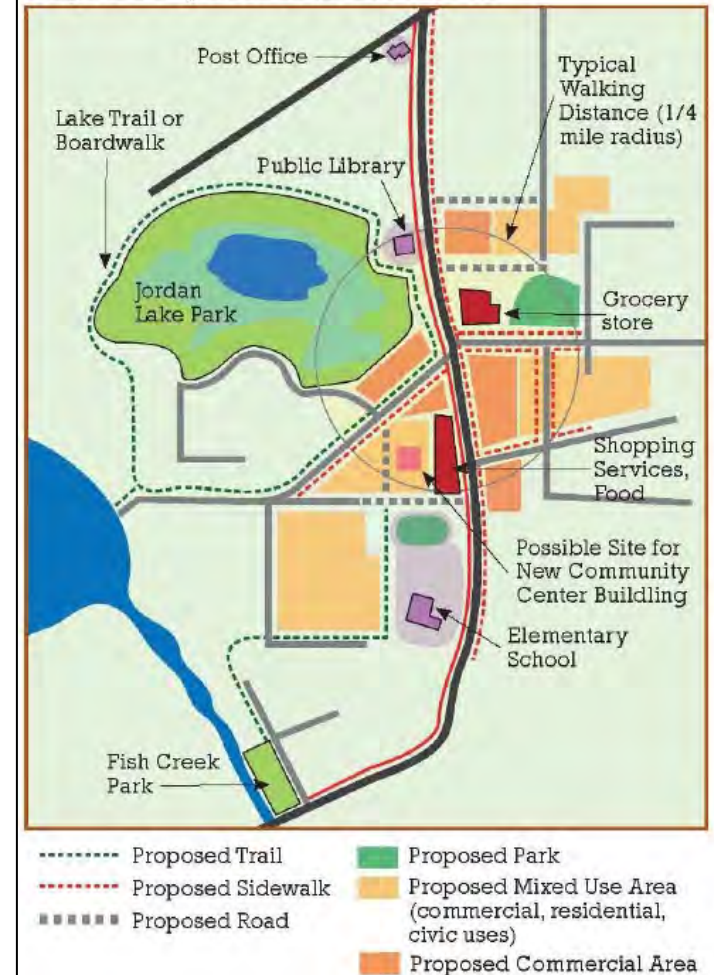 Post Office
Typical
Walking
Distance (1/4
mile radius)
Lake Trail or
Boardwalk
Public Library
Jordan
Lake Park
Grocery
store
Shopping
Services,
Food
Possible Site for
New Community
Center Buildling
Elementary
School
Fish Creek
Park
Proposed Trail
Proposed Sidewalk
Proposed Road
Proposed Park
Proposed Mixed Use Area
(commercial, residential,
civic uses)
Proposed Commercial Area